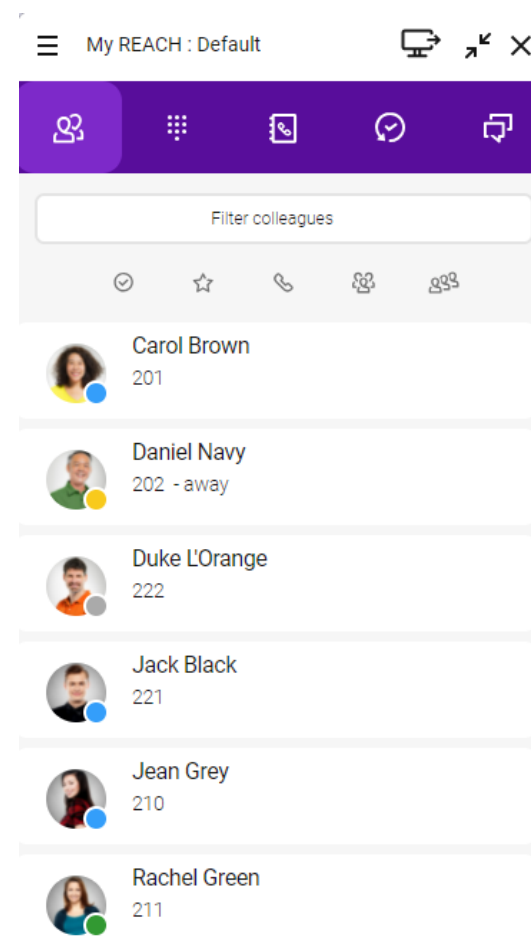 My REACH : Default
Filter colleagues
Carol Brown
201
Daniel Navy
202 - away
Duke L'Orange
222
Jack Black
221
Jean Grey
210
Rachel Green
211